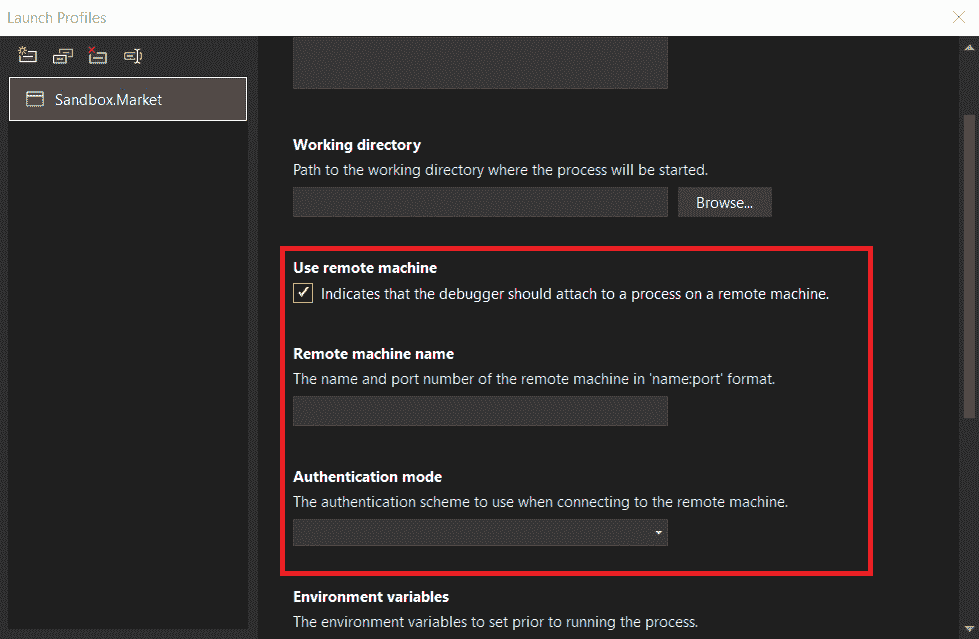 Launch Profiles
Sandbox.Market
Working directory
Path to the working directory where the process will be started.
Browse...
Use remote machine
Indicates that the debugger should attach to a process on a remote machine.
Remote machine name
The name and port number of the remote machine in 'name:port' format.
Authentication mode
The authentication scheme to use when connecting to the remote machine.
Environment variables
The environment variables to set prior to running the process.